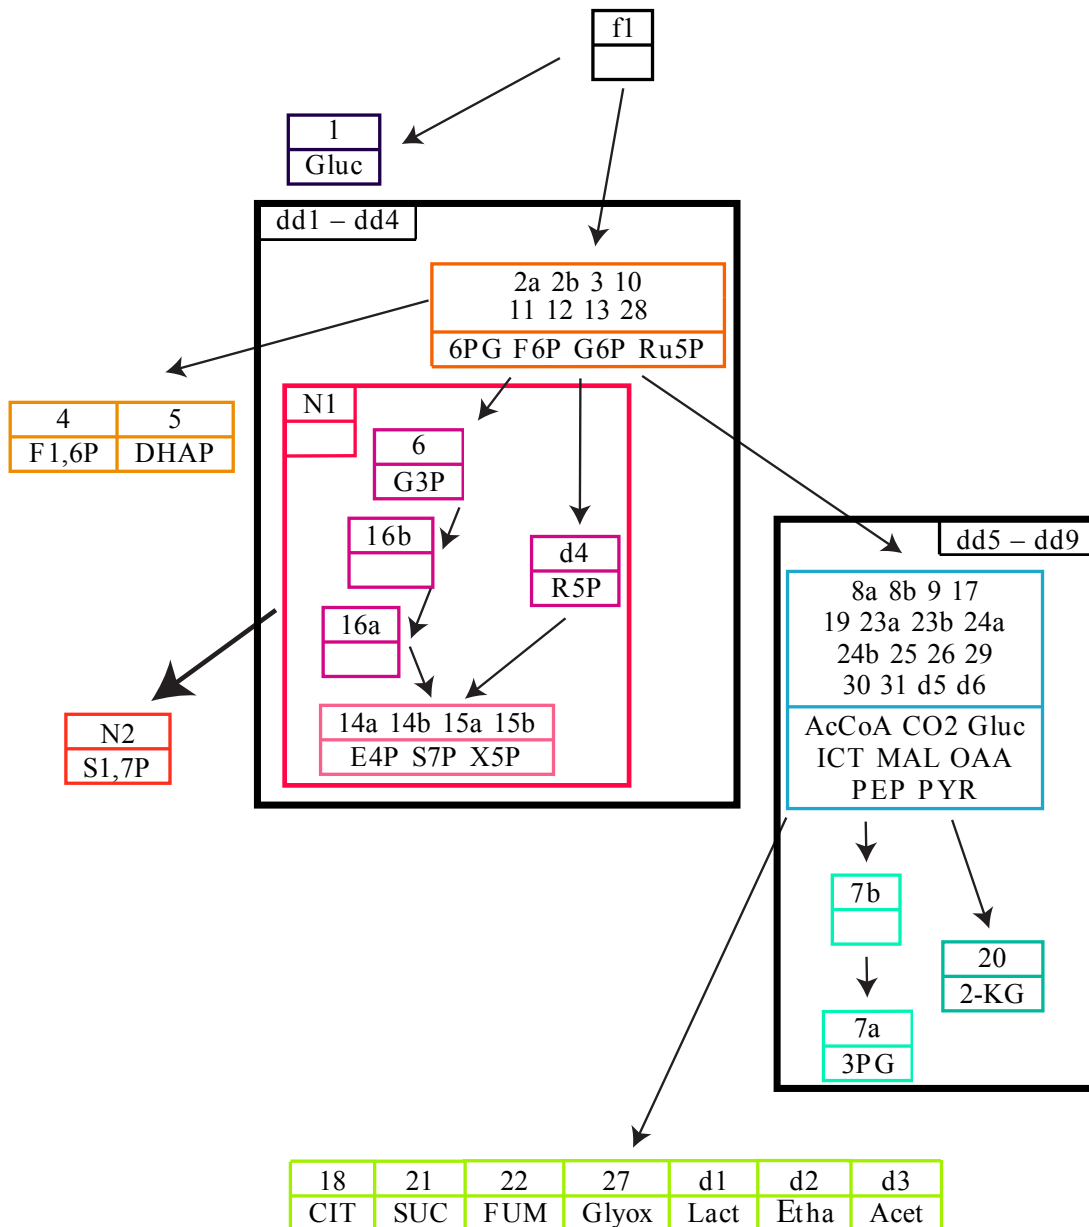 f1
1
Gluc
dd1 – dd4
2a 2b 3 10
11 12 13 28
6PG F6P G6P Ru5P
4 5
F1,6P DHAP
N1
6
G3P
16b
d4
R5P
16a
14a 14b 15a 15b
E4P S7P X5P
N2
S1,7P
dd5 – dd9
8a 8b 9 17
19 23a 23b 24a
24b 25 26 29
30 31 d5 d6
AcCoA CO2 Gluc
ICT MAL OAA
PEP PYR
7b
20
2-KG
7a
3PG
18 21 22 27 d1 d2 d3
CIT SUC FUM Glyox Lact Etha Acet